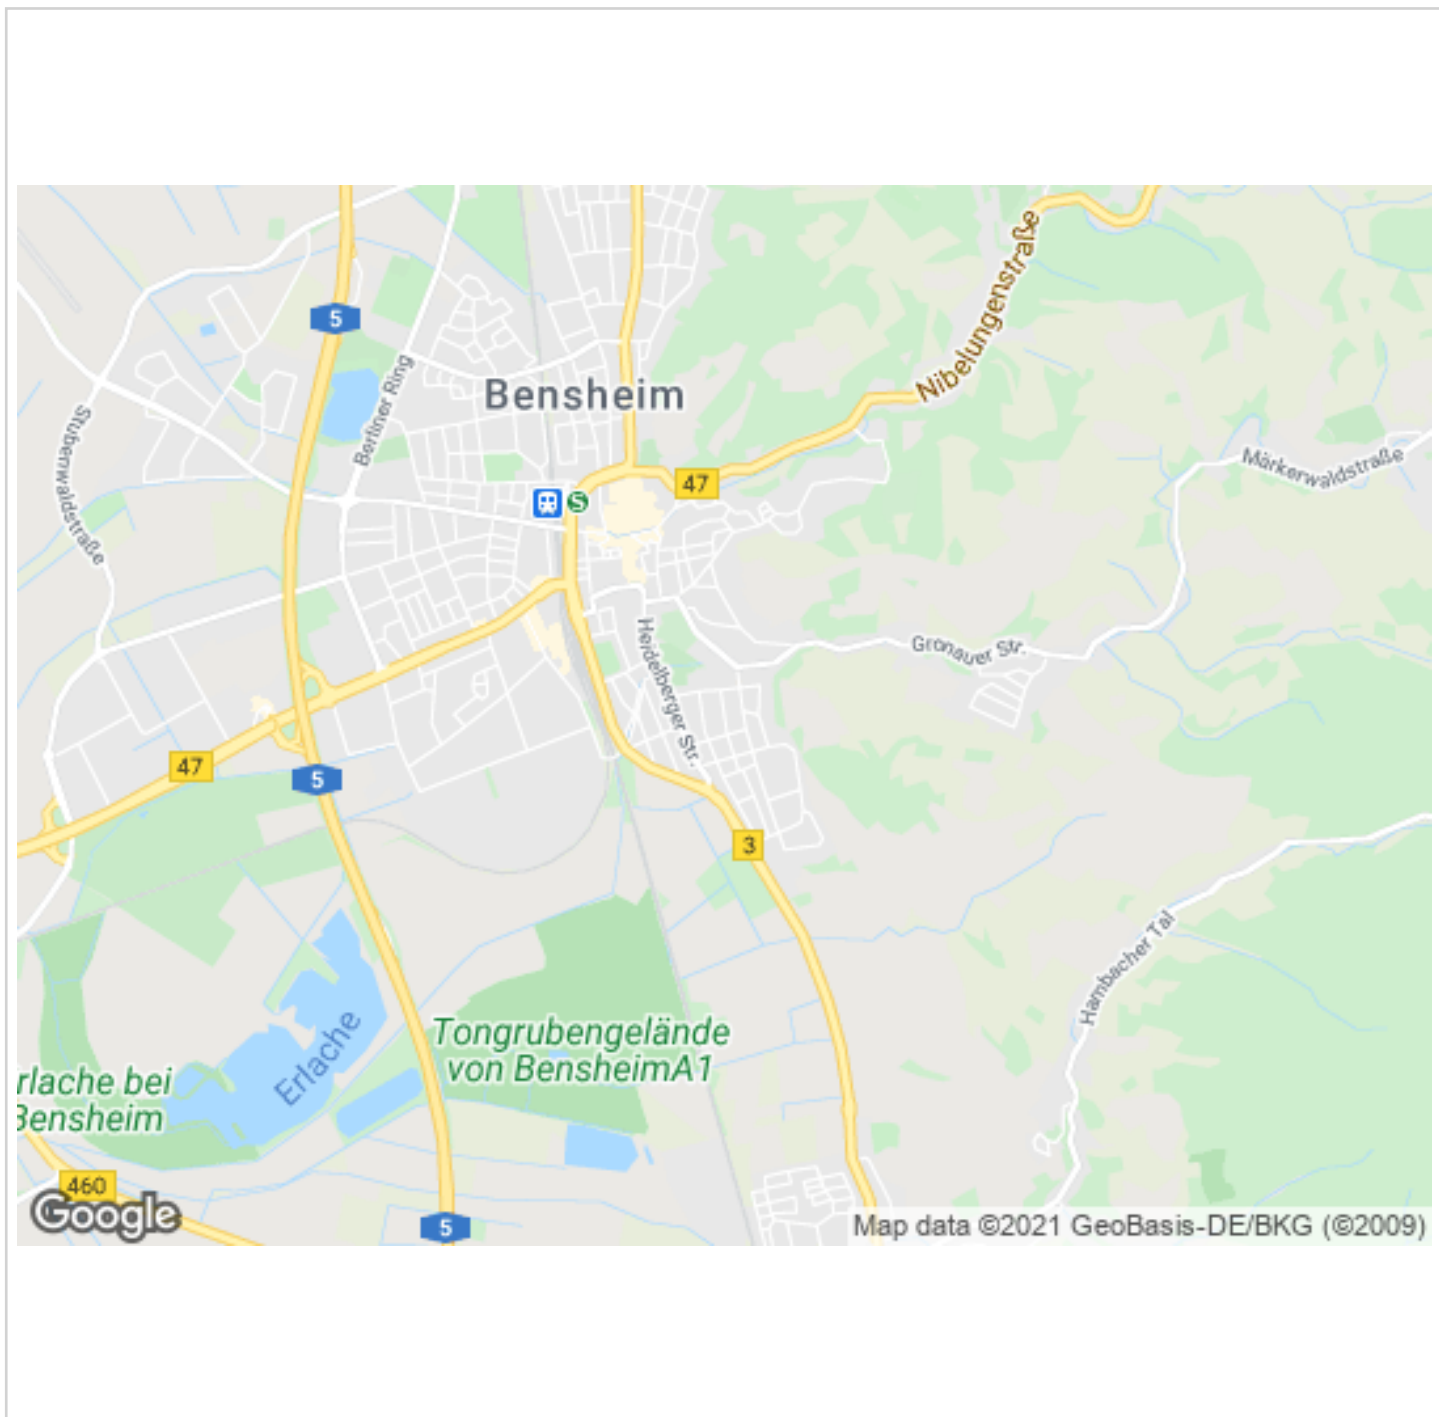 5
Nibelungenstraße
Berliner Ring
Bensheim
Stubenwaldstraße
47
S
Märkerwaldstraße
Gronauer Str.
Heidelberger Str.
47
5
3
Hambacher Tal
Erlache
Tongrubengelände
von BensheimA1
rlache bei
Bensheim
460
Google
5
Map data ©2021 GeoBasis-DE/BKG (©2009)